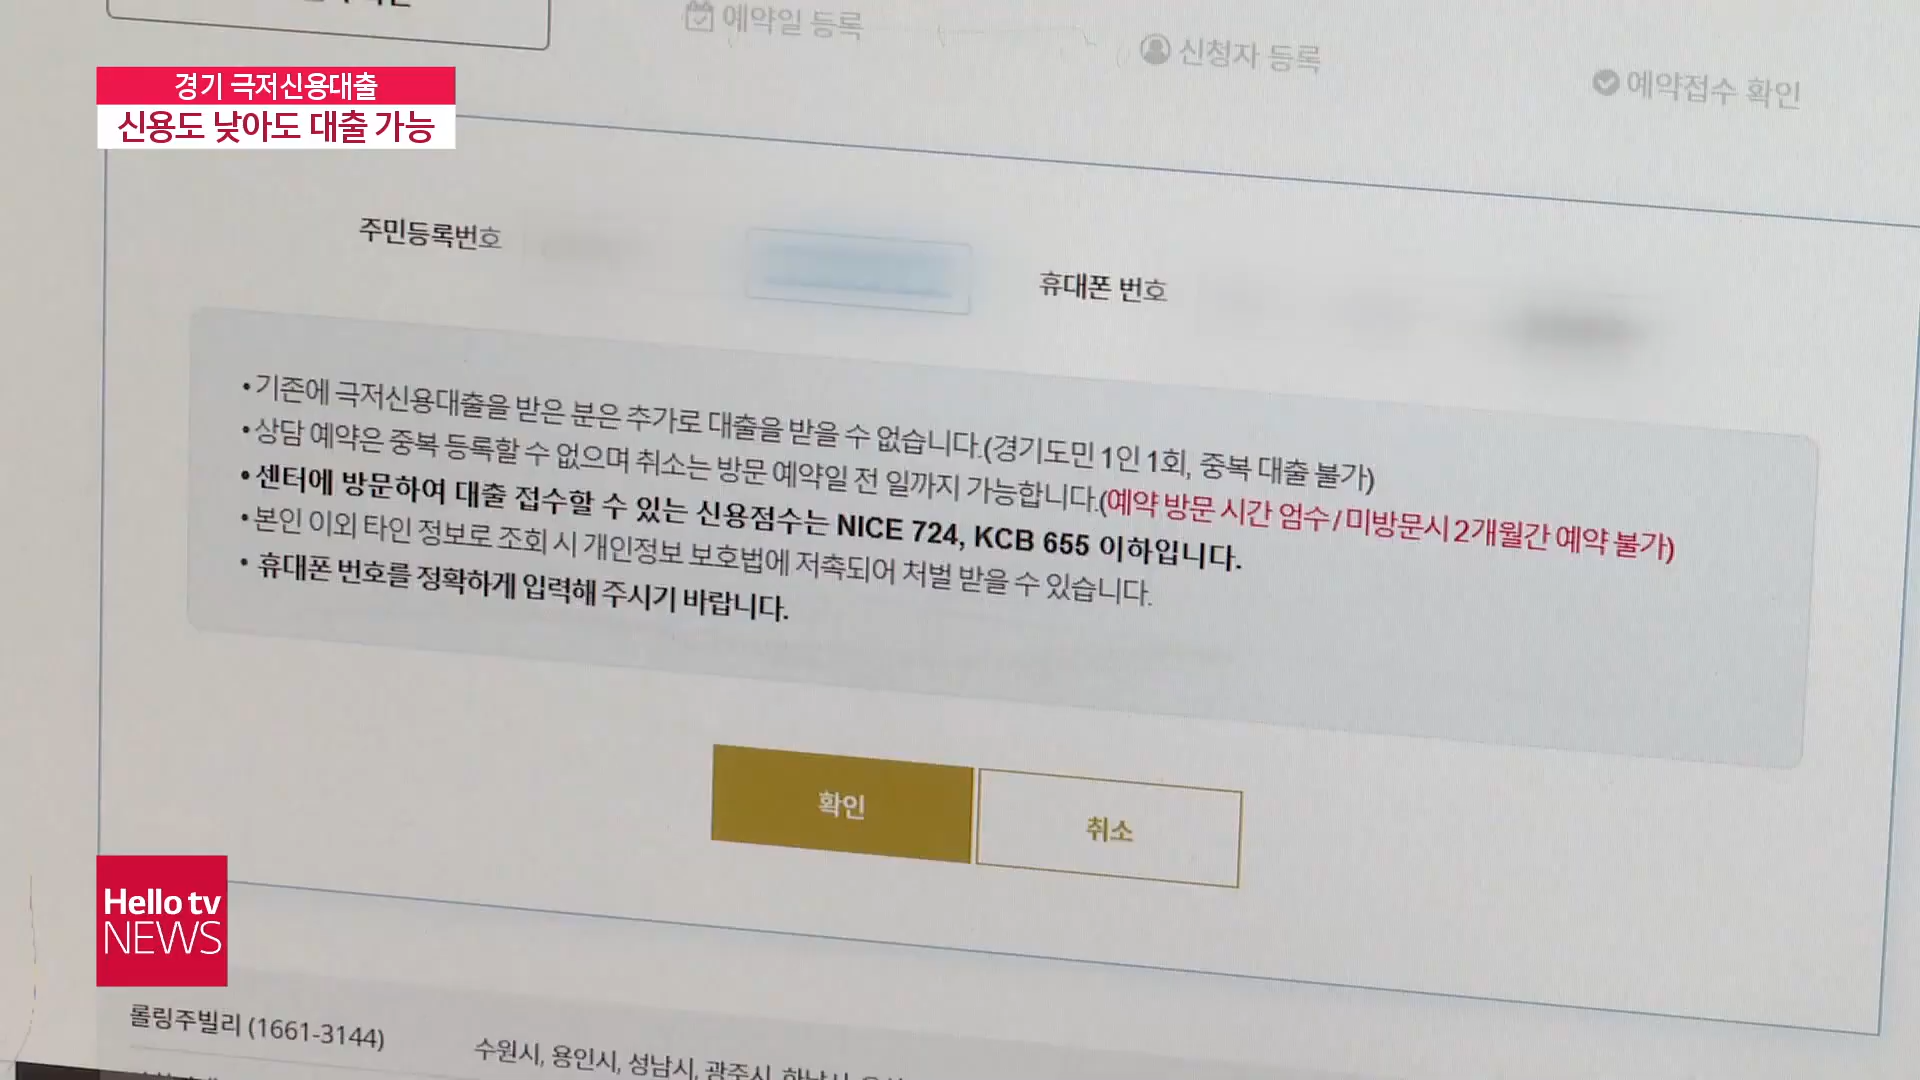 예약일 등록
신청자 등록
예약접수 확인
경기 극저신용대출
신용도 낮아도 대출 가능
주민등록번호
휴대폰 번호
• 기존에 극저신용대출을 받은 분은 추가로 대출을 받을 수 없습니다.(경기도민 1인 1회, 중복 대출 불가)
• 상담 예약은 중복 등록할 수 없으며 취소는 방문 예약일 전 일까지 가능합니다.(예약 방문 시간 엄수 / 미방문시 2개월간 예약 불가)
• 센터에 방문하여 대출 접수할 수 있는 신용점수는 NICE 724, KCB 655 이하입니다.
• 본인 이외 타인 정보로 조회 시 개인정보 보호법에 저촉되어 처벌 받을 수 있습니다.
• 휴대폰 번호를 정확하게 입력해 주시기 바랍니다.
확인
취소
Hello tv
NEWS
롤링주빌리 (1661-3144)
수원시, 용인시, 성남시, 광주시, 하남시,